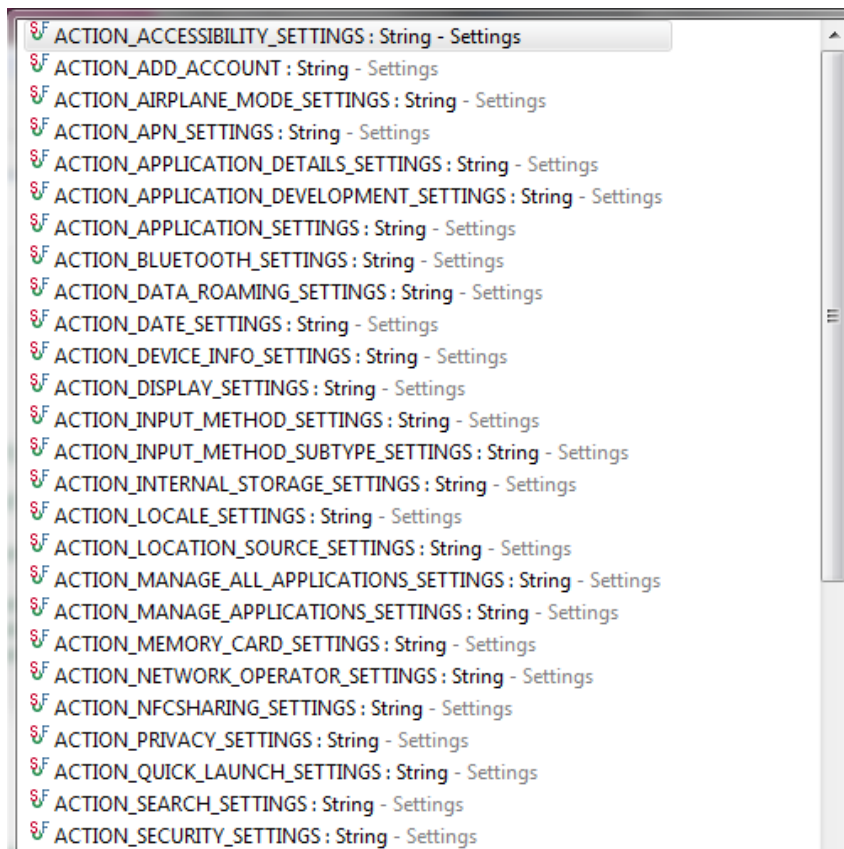 ACTION_ACCESSIBILITY_SETTINGS : String - Settings
ACTION_ADD_ACCOUNT : String - Settings
ACTION_AIRPLANE_MODE_SETTINGS : String - Settings
ACTION_APN_SETTINGS : String - Settings
ACTION_APPLICATION_DETAILS_SETTINGS : String - Settings
ACTION_APPLICATION_DEVELOPMENT_SETTINGS : String - Settings
ACTION_APPLICATION_SETTINGS : String - Settings
ACTION_BLUETOOTH_SETTINGS : String - Settings
ACTION_DATA_ROAMING_SETTINGS : String - Settings
ACTION_DATE_SETTINGS : String - Settings
ACTION_DEVICE_INFO_SETTINGS : String - Settings
ACTION_DISPLAY_SETTINGS : String - Settings
ACTION_INPUT_METHOD_SETTINGS : String - Settings
ACTION_INPUT_METHOD_SUBTYPE_SETTINGS : String - Settings
ACTION_INTERNAL_STORAGE_SETTINGS : String - Settings
ACTION_LOCALE_SETTINGS : String - Settings
ACTION_LOCATION_SOURCE_SETTINGS : String - Settings
ACTION_MANAGE_ALL_APPLICATIONS_SETTINGS : String - Settings
ACTION_MANAGE_APPLICATIONS_SETTINGS : String - Settings
ACTION_MEMORY_CARD_SETTINGS : String - Settings
ACTION_NETWORK_OPERATOR_SETTINGS : String - Settings
ACTION_NFCSHARING_SETTINGS : String - Settings
ACTION_PRIVACY_SETTINGS : String - Settings
ACTION_QUICK_LAUNCH_SETTINGS : String - Settings
ACTION_SEARCH_SETTINGS : String - Settings
ACTION_SECURITY_SETTINGS : String - Settings